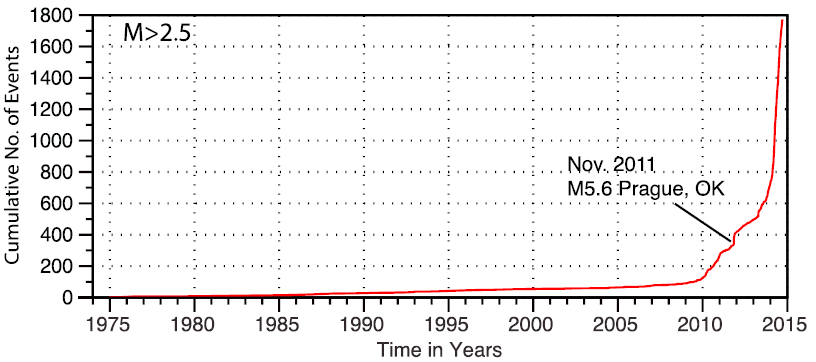 M>2.5
Cumulative No. of Events
1800
1600
1400
1200
1000
800
600
400
200
0
Nov. 2011
M5.6 Prague, OK
1975 1980 1985 1990 1995 2000 2005 2010 2015
Time in Years